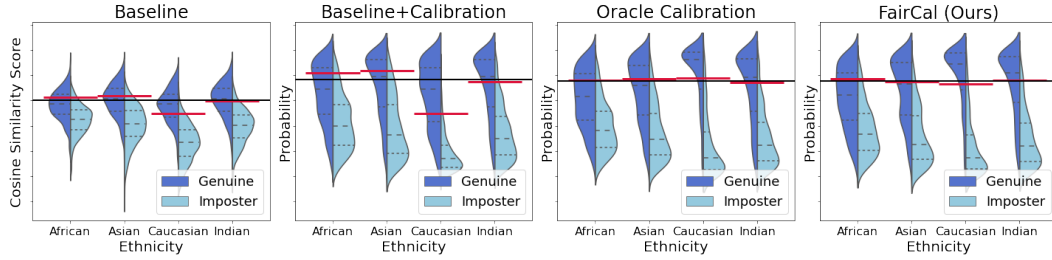 Baseline
Cosine Similarity Score
Genuine
Imposter
African Asian Caucasian Indian
Ethnicity
Baseline+Calibration
Probability
Genuine
Imposter
African Asian Caucasian Indian
Ethnicity
Oracle Calibration
Probability
Genuine
Imposter
African Asian Caucasian Indian
Ethnicity
FairCal (Ours)
Probability
Genuine
Imposter
African Asian Caucasian Indian
Ethnicity